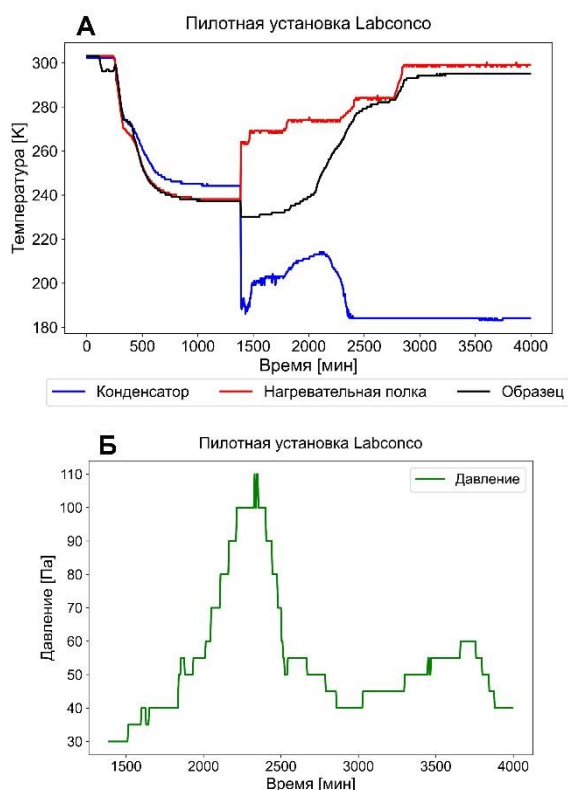 А
Пилотная установка Labconco
Температура [K]
300
280
260
240
220
200
180
0 500 1000 1500 2000 2500 3000 3500 4000
Время [мин]
Конденсатор Нагревательная полка Образец
Б
Пилотная установка Labconco
Давление [Па]
110
100
90
80
70
60
50
40
30
Давление
1500 2000 2500 3000 3500 4000
Время [мин]